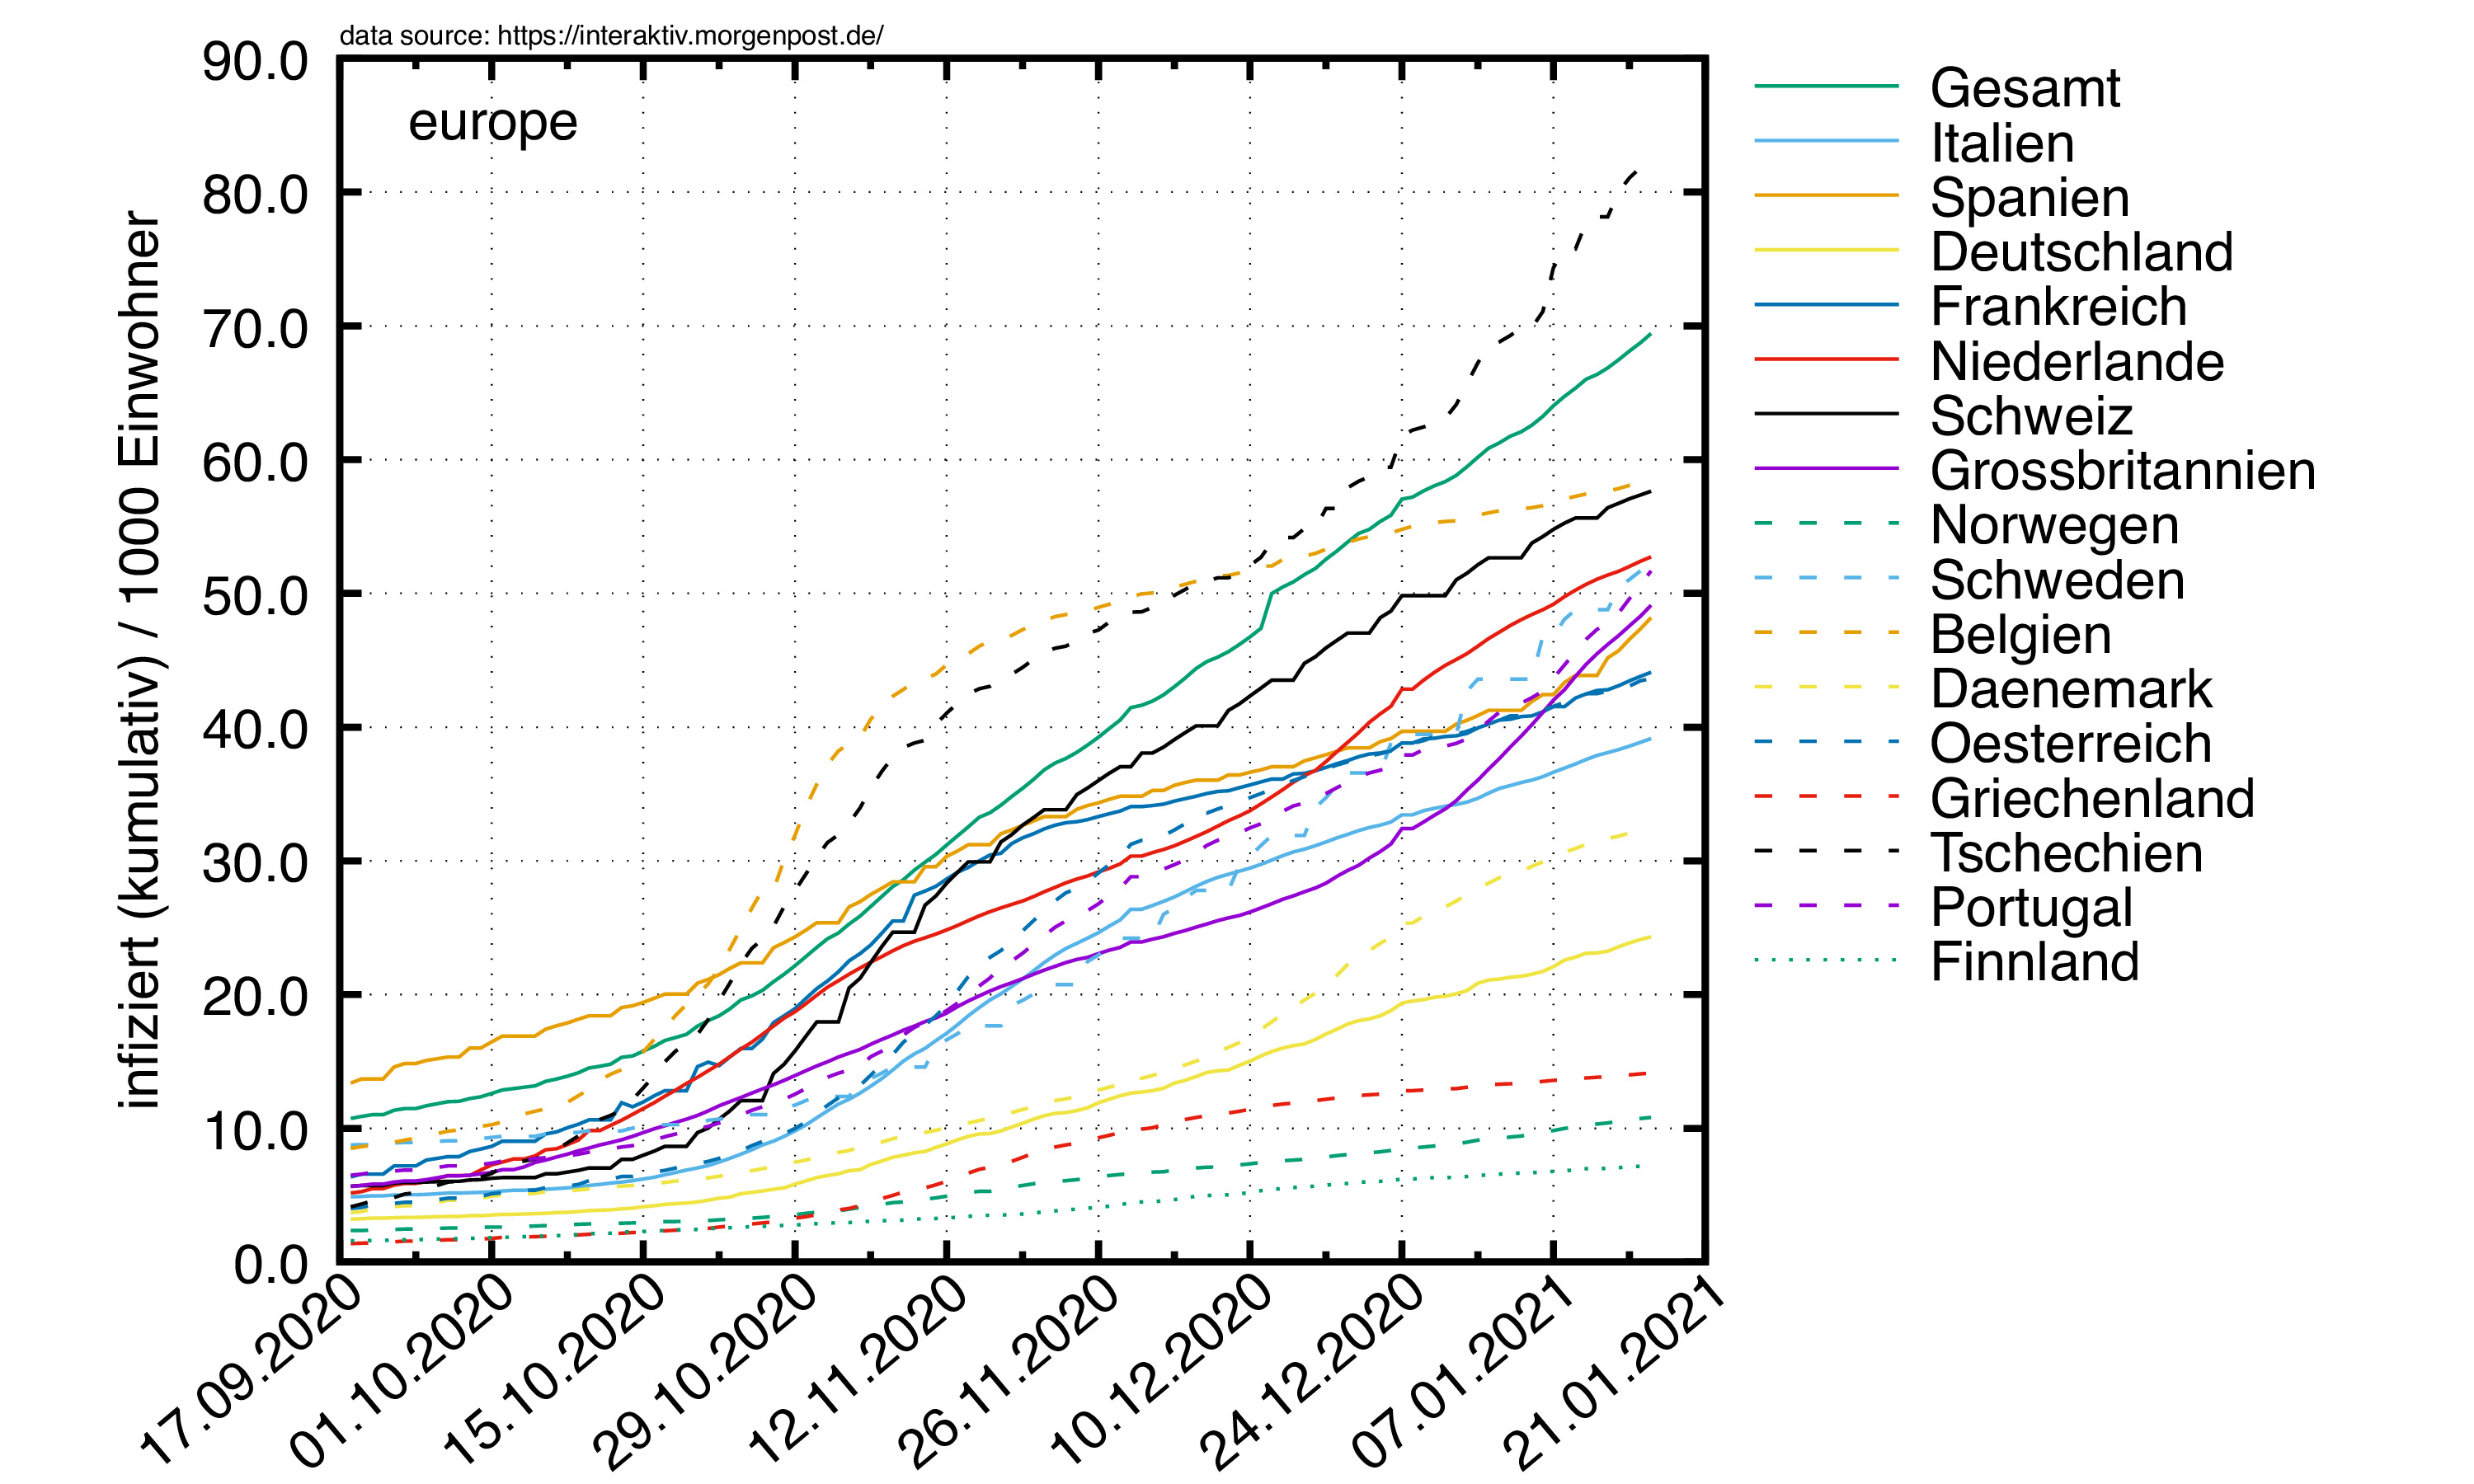 data source: https://interaktiv.morgenpost.de/
europe
infiziert (kumulativ) / 1000 Einwohner
90.0
80.0
70.0
60.0
50.0
40.0
30.0
20.0
10.0
0.0
17.09.2020
01.10.2020
15.10.2020
29.10.2020
12.11.2020
26.11.2020
10.12.2020
24.12.2020
07.01.2021
21.01.2021
Gesamt
Italien
Spanien
Deutschland
Frankreich
Niederlande
Schweiz
Grossbritannien
Norwegen
Schweden
Belgien
Daenemark
Oesterreich
Griechenland
Tschechien
Portugal
Finnland